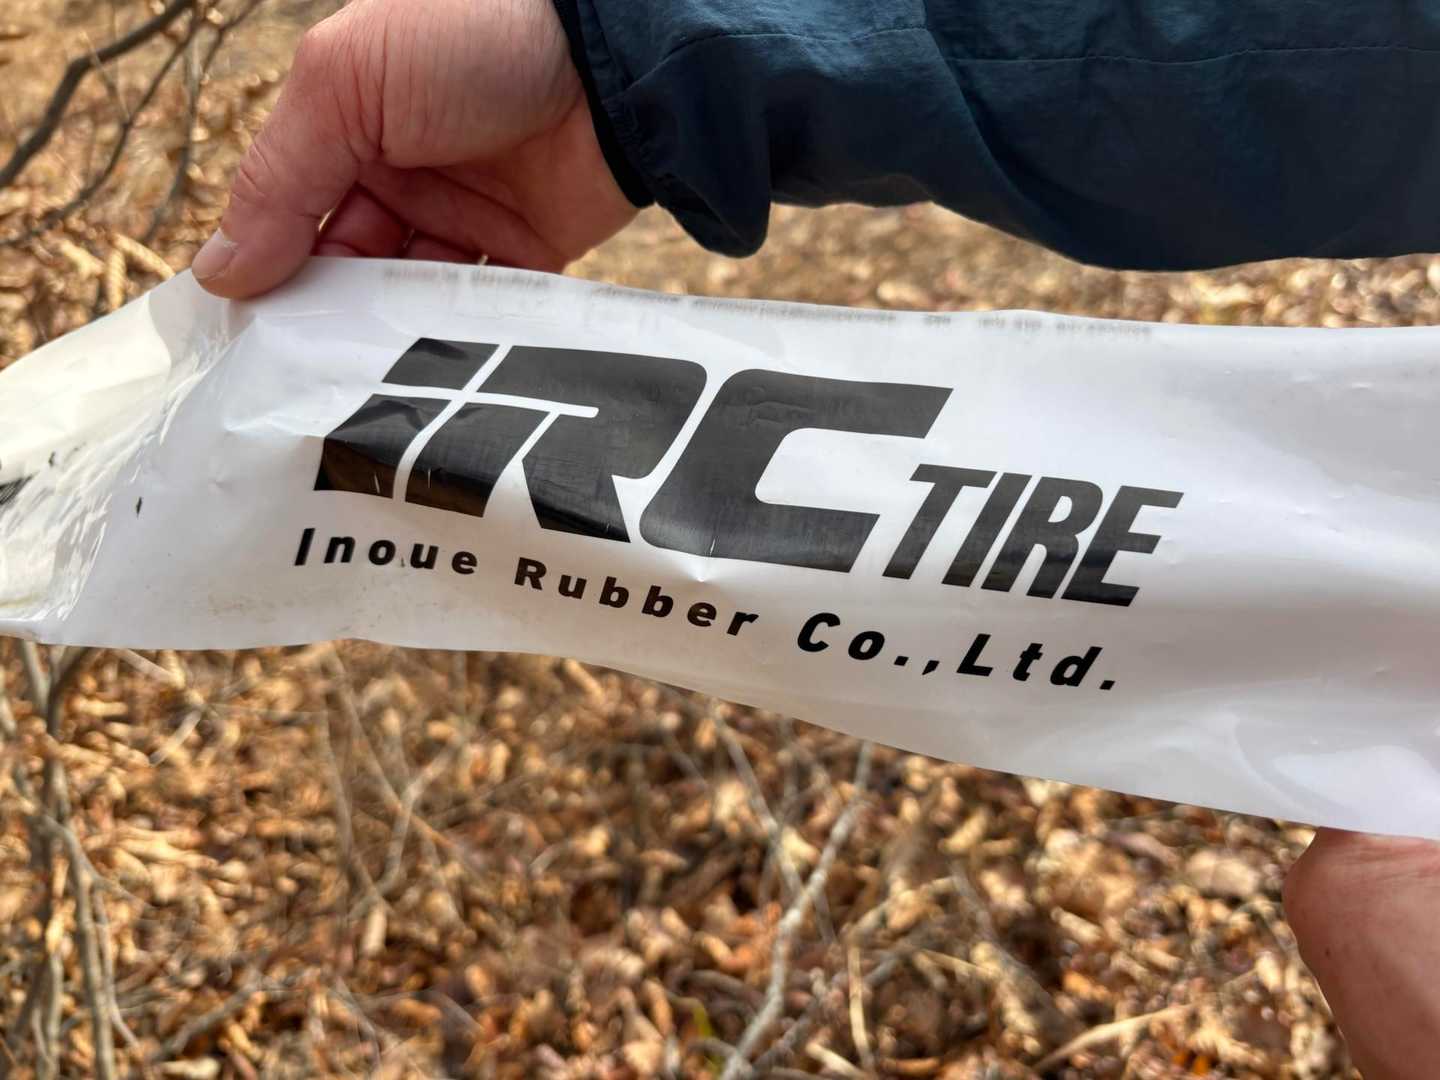 iRC TIRE
Inoue Rubber Co.,Ltd.